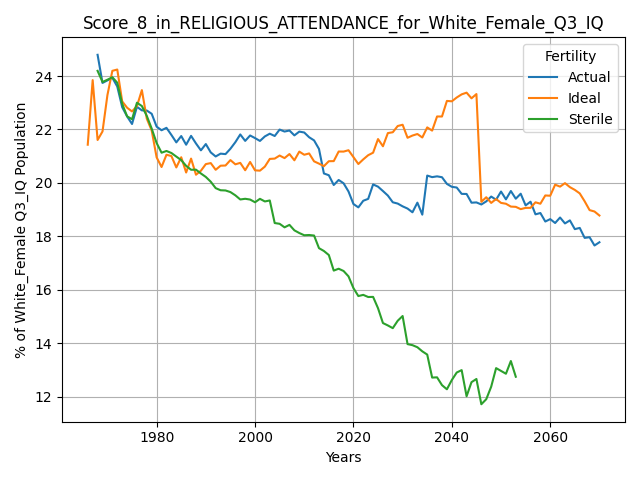 Score_8_in_RELIGIOUS_ATTENDANCE_for_White_Female_Q3_IQ
Fertility
Actual
Ideal
Sterile
% of White_Female Q3_IQ Population
24
22
20
18
16
14
12
1980
2000
2020
2040
2060
Years